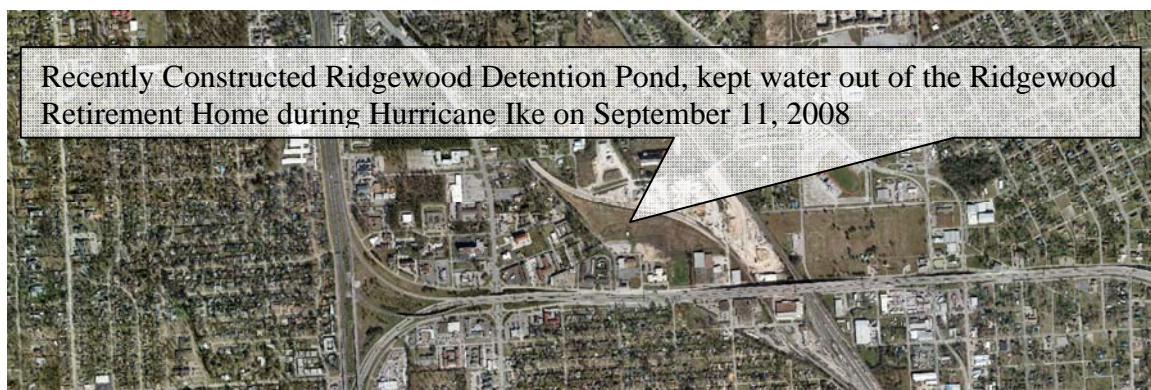 Recently Constructed Ridgewood Detention Pond, kept water out of the Ridgewood
Retirement Home during Hurricane Ike on September 11, 2008